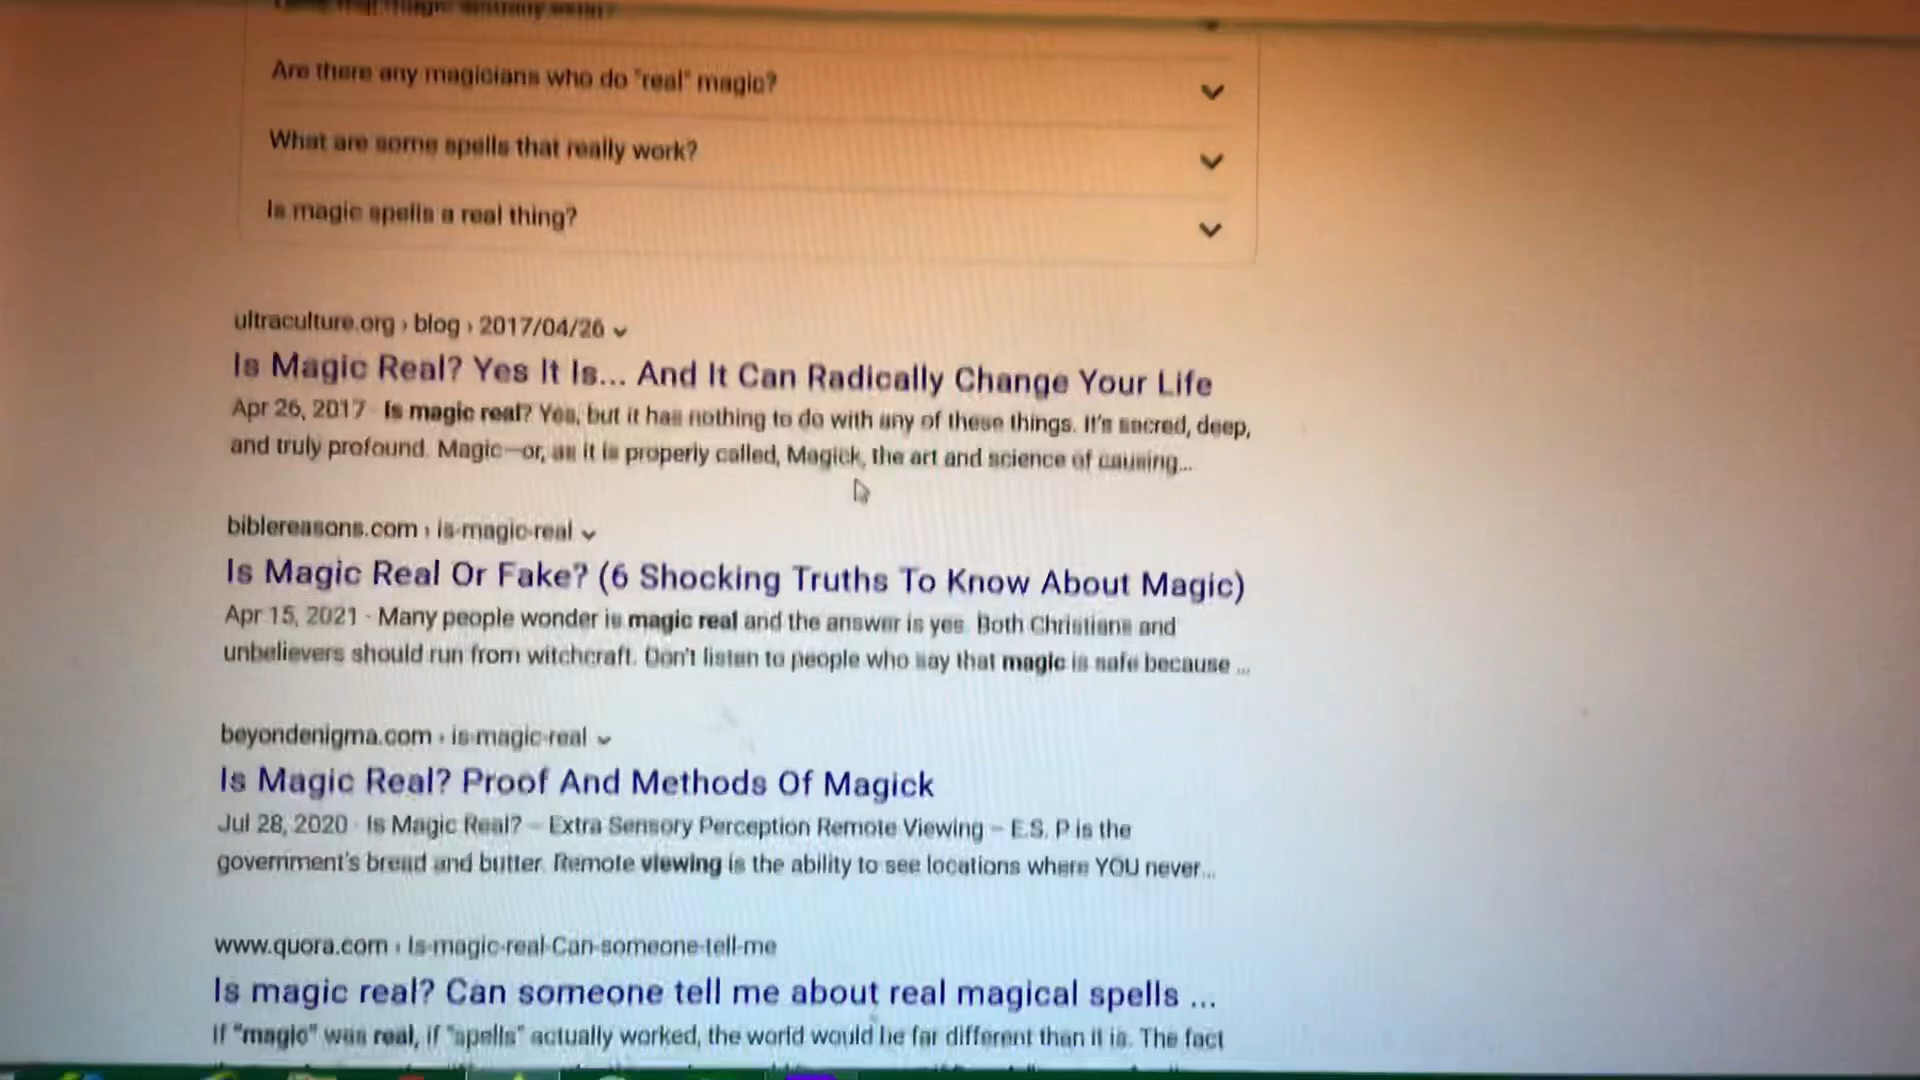 Are there any magicians who do "real" magic?
What are some spells that really work?
Is magic spells a real thing?
ultraculture.org › blog › 2017/04/26
Is Magic Real? Yes It Is... And It Can Radically Change Your Life
Apr 26, 2017 · Is magic real? Yes, but it has nothing to do with any of these things. It's sacred, deep,
and truly profound. Magic—or, as it is properly called, Magick, the art and science of causing...
biblereasons.com › is-magic-real
Is Magic Real Or Fake? (6 Shocking Truths To Know About Magic)
Apr 15, 2021 · Many people wonder is magic real and the answer is yes. Both Christians and
unbelievers should run from witchcraft. Don't listen to people who say that magic is safe because ...
beyondenigma.com › is-magic-real
Is Magic Real? Proof And Methods Of Magick
Jul 28, 2020 · Is Magic Real? – Extra Sensory Perception Remote Viewing – E.S. P is the
government's bread and butter. Remote viewing is the ability to see locations where YOU never...
www.quora.com › Is-magic-real-Can-someone-tell-me
Is magic real? Can someone tell me about real magical spells ...
If "magic" was real, if "spells" actually worked, the world would be far different than it is. The fact